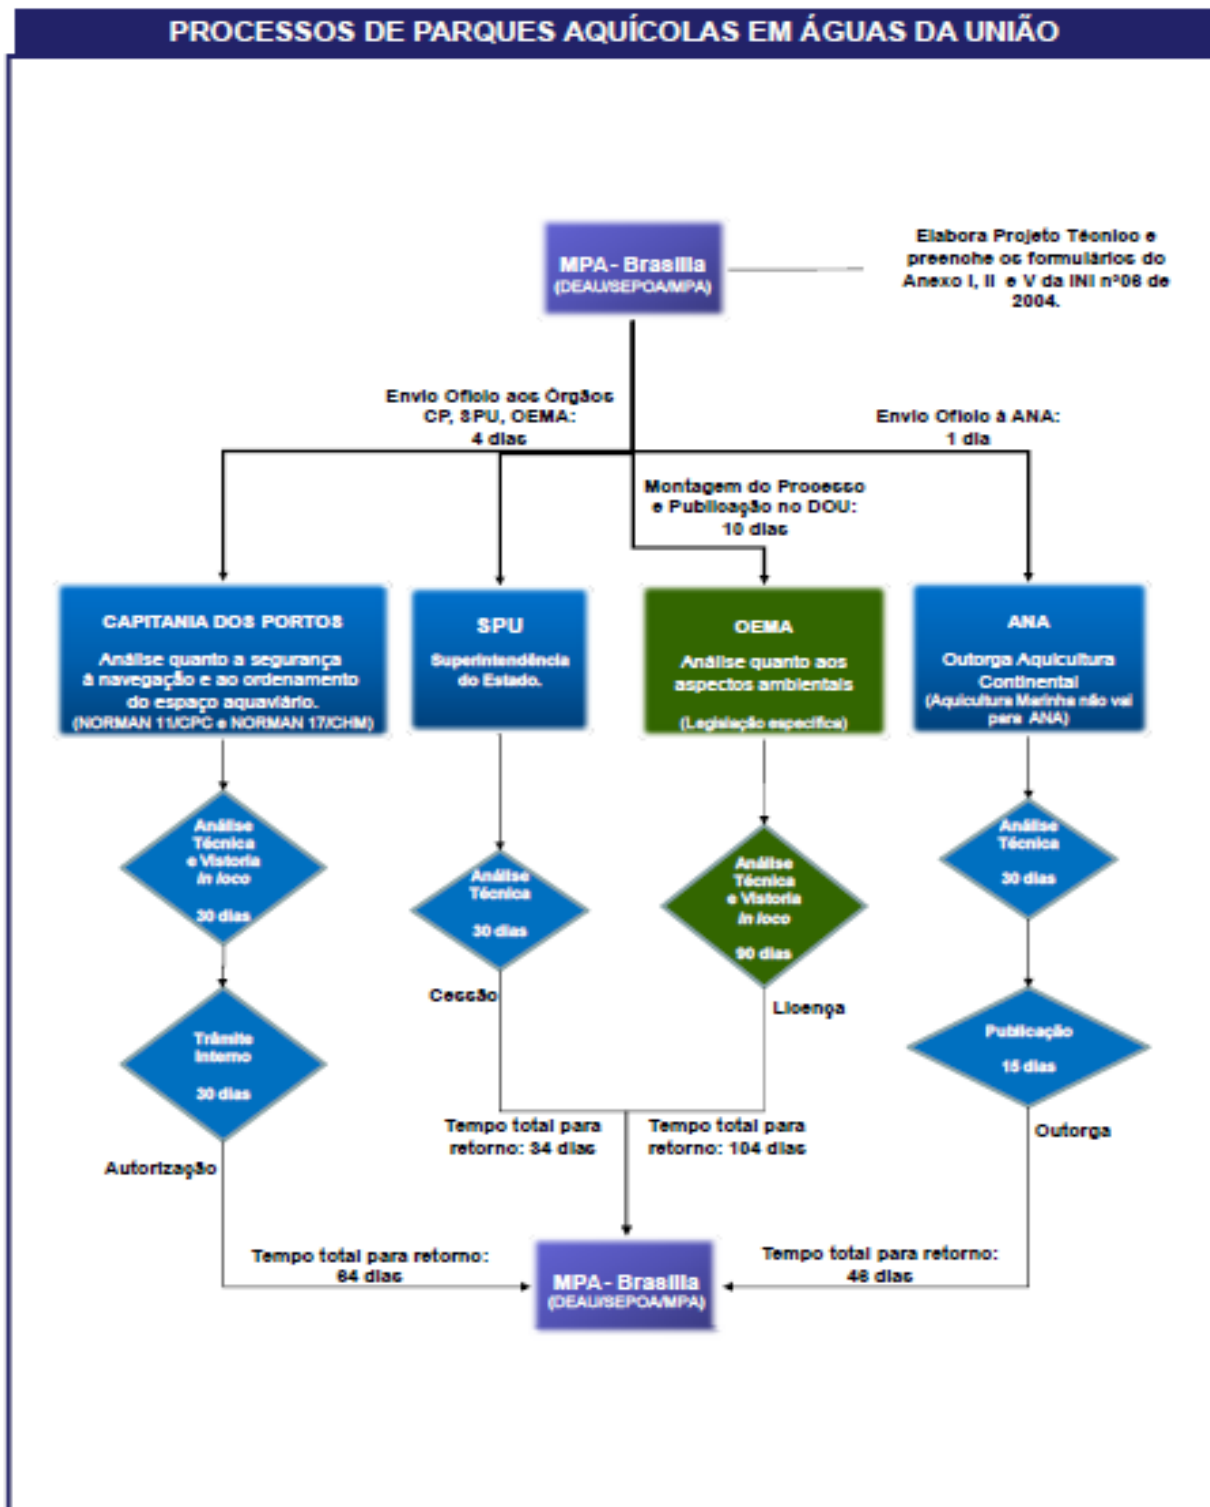 PROCESSOS DE PARQUES AQUÍCOLAS EM ÁGUAS DA UNIÃO
MPA - Brasília
(DEAU/SEPOA/MPA)
Elabora Projeto Técnico e
preenche os formulários do
Anexo I, II e V da INI nº06 de
2004.
Envio Ofício aos Órgãos
CP, SPU, OEMA:
4 dias
Envio Ofício à ANA:
1 dia
Montagem do Processo
e Publicação no DOU:
10 dias
CAPITANIA DOS PORTOS
Análise quanto a segurança
à navegação e ao ordenamento
do espaço aquaviário.
(NORMAN 11/CPC e NORMAN 17/CHM)
SPU
Superintendência
do Estado.
OEMA
Análise quanto aos
aspectos ambientais
(Legislação específica)
ANA
Outorga Aquicultura
Continental
(Aquicultura Marinha não vai
para ANA)
Análise
Técnica
e Vistoria
In loco
30 dias
Análise
Técnica
30 dias
Análise
Técnica
e Vistoria
In loco
90 dias
Análise
Técnica
30 dias
Cessão
Licença
Trâmite
Interno
30 dias
Publicação
15 dias
Tempo total para
retorno: 34 dias
Tempo total para
retorno: 104 dias
Outorga
Autorização
Tempo total para retorno:
64 dias
Tempo total para retorno:
46 dias
MPA - Brasília
(DEAU/SEPOA/MPA)